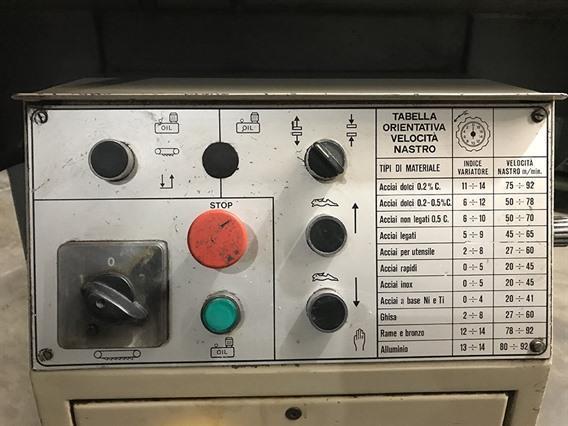 OIL
OIL
STOP
0
OIL
TABELLA
ORIENTATIVA
VELOCITÀ
NASTRO
TIPI DI MATERIALE INDICE VARIATORE VELOCITÀ NASTRO m/min.
Acciai dolci 0.2% C. 11 ÷ 14 75 ÷ 92
Acciai dolci 0.2-0.5% C. 6 ÷ 12 50 ÷ 78
Acciai non legati 0.5 C. 6 ÷ 10 50 ÷ 70
Acciai legati 5 ÷ 9 45 ÷ 65
Acciai per utensile 2 ÷ 8 27 ÷ 60
Acciai rapidi 0 ÷ 5 20 ÷ 45
Acciai inox 0 ÷ 5 20 ÷ 45
Acciai a base Ni e Ti 0 ÷ 4 20 ÷ 41
Ghisa 2 ÷ 8 27 ÷ 60
Rame e bronzo 12 ÷ 14 78 ÷ 92
Alluminio 13 ÷ 14 80 ÷ 92